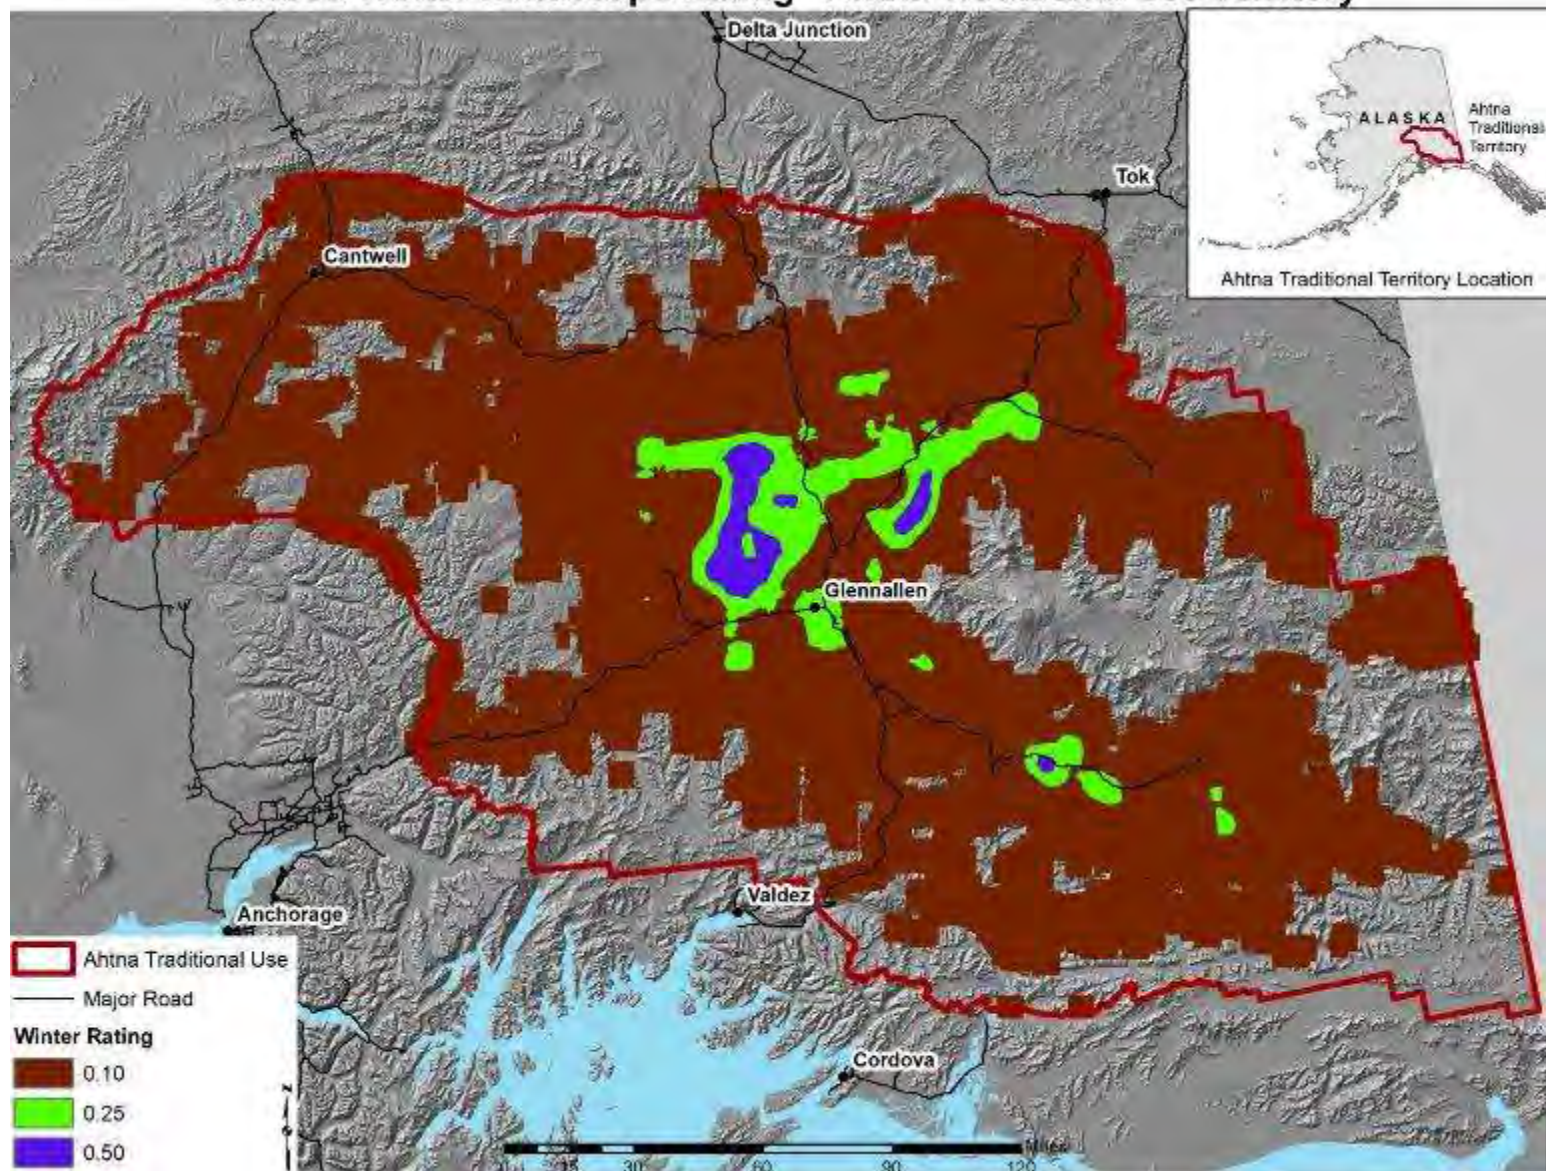 Delta Junction
ALASKA
Ahtna
Traditional
Territory
Tok
Cantwell
Ahtna Traditional Territory Location
Glennallen
Valdez
Anchorage
Ahtna Traditional Use
Major Road
Winter Rating
0.10
0.25
0.50
Cordova
30
60
90
120